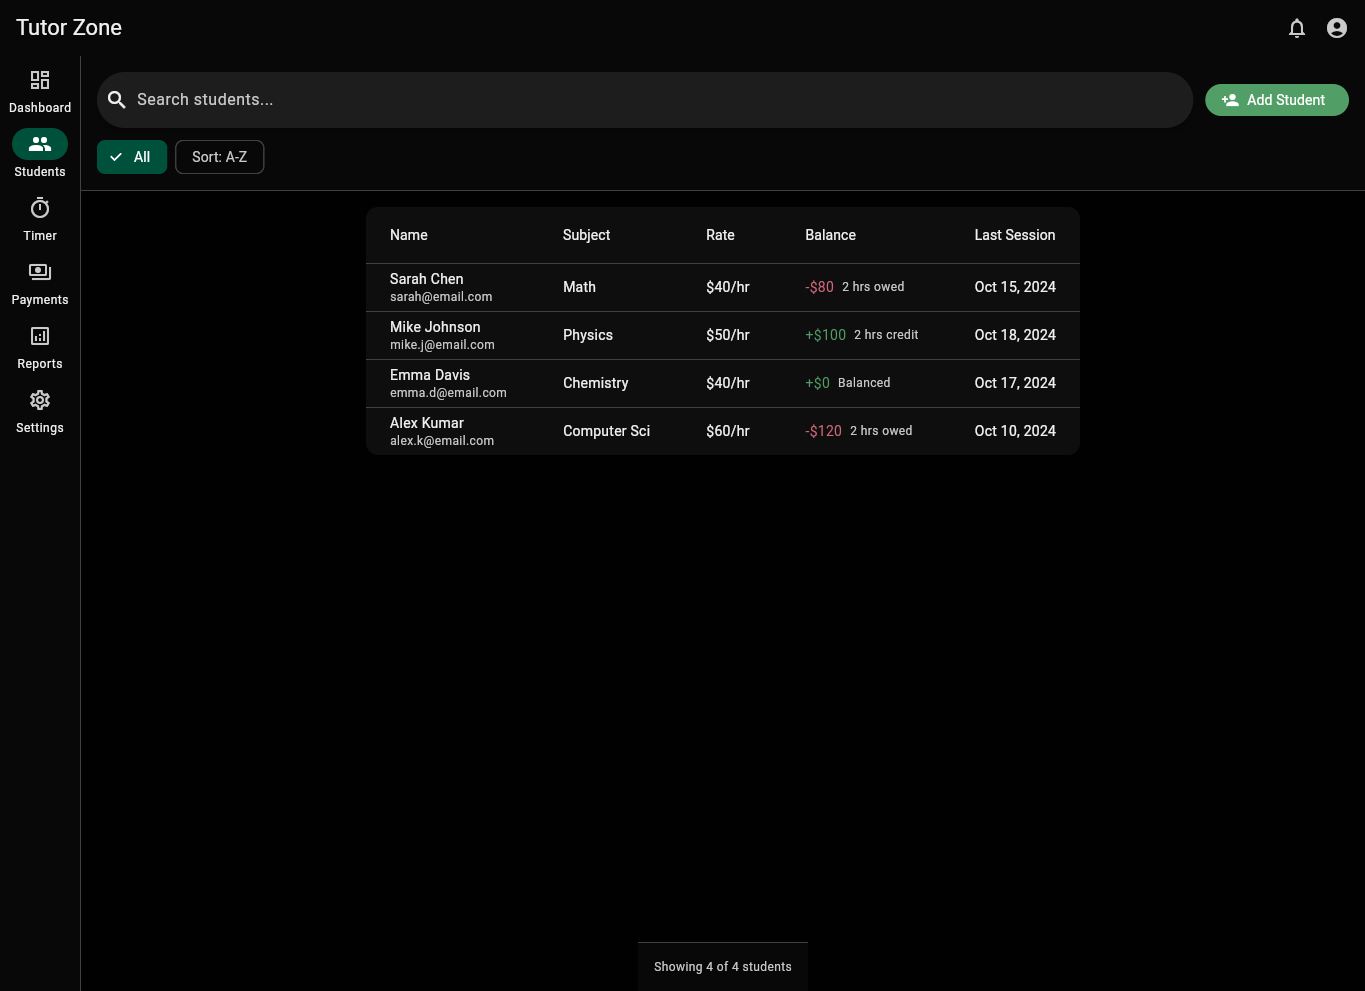 Tutor Zone
Dashboard
Students
Timer
Payments
Reports
Settings
Search students...
Add Student
All
Sort: A-Z
Name Subject Rate Balance Last Session
Sarah Chen
sarah@email.com
Math $40/hr -$80 2 hrs owed Oct 15, 2024
Mike Johnson
mike.j@email.com
Physics $50/hr +$100 2 hrs credit Oct 18, 2024
Emma Davis
emma.d@email.com
Chemistry $40/hr +$0 Balanced Oct 17, 2024
Alex Kumar
alex.k@email.com
Computer Sci $60/hr -$120 2 hrs owed Oct 10, 2024
Showing 4 of 4 students